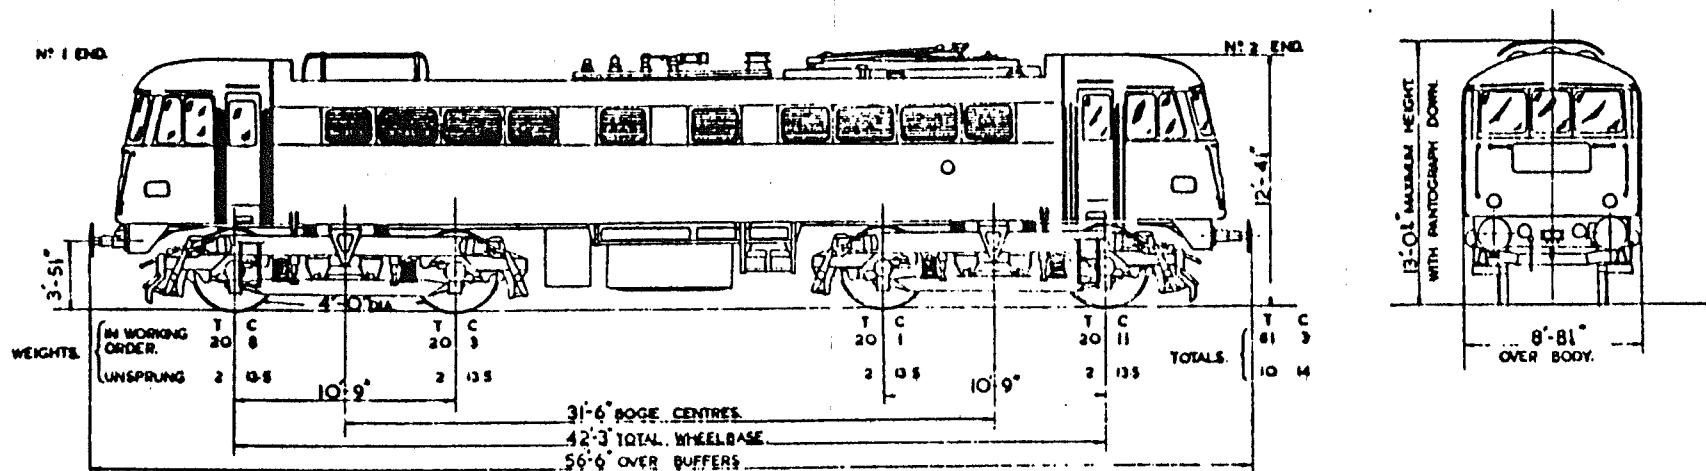 Nº 1 END.
Nº 2 END.
13'-0¼" MAXIMUM HEIGHT
WITH PANTOGRAPH DOWN.
12'-4¼"
3'-5½"
4'-0" DIA
WEIGHTS.
IN WORKING ORDER.
T C
20 8
T C
20 3
T C
20 1
T C
20 11
TOTALS.
T C
81 3
UNSPRUNG
2 13·5
2 13·5
2 13·5
2 13·5
10 14
10'-9"
10'-9"
8'-8¼"
OVER BODY.
31'-6" BOGIE CENTRES.
42'-3" TOTAL WHEELBASE
56'-6" OVER BUFFERS